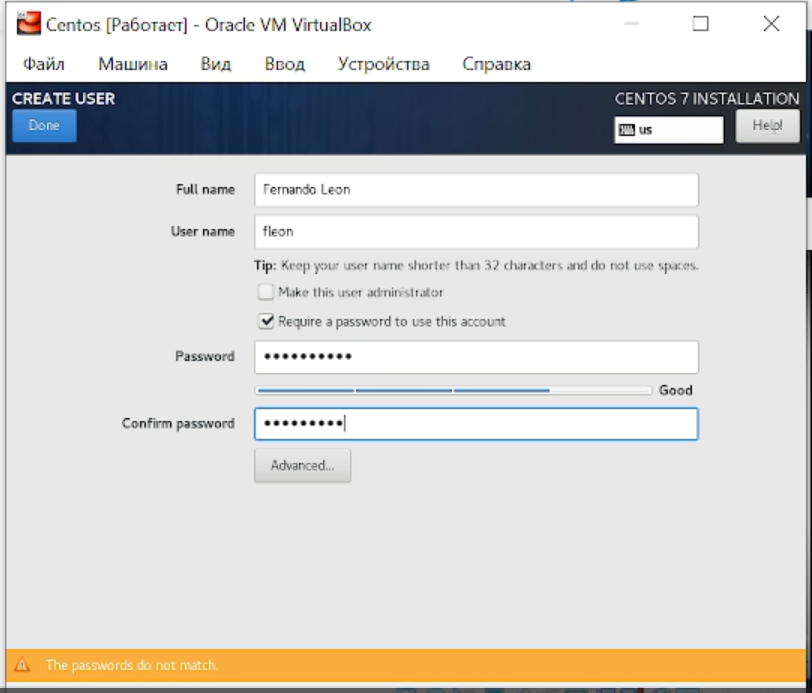 Centos [Работает] - Oracle VM VirtualBox
Файл Машина Вид Ввод Устройства Справка
CREATE USER CENTOS 7 INSTALLATION
Done us Help!
Full name Fernando Leon
User name fleon
Tip: Keep your user name shorter than 32 characters and do not use spaces.
Make this user administrator
Require a password to use this account
Password ••••••••••
Good
Confirm password •••••••••
Advanced...
The passwords do not match.